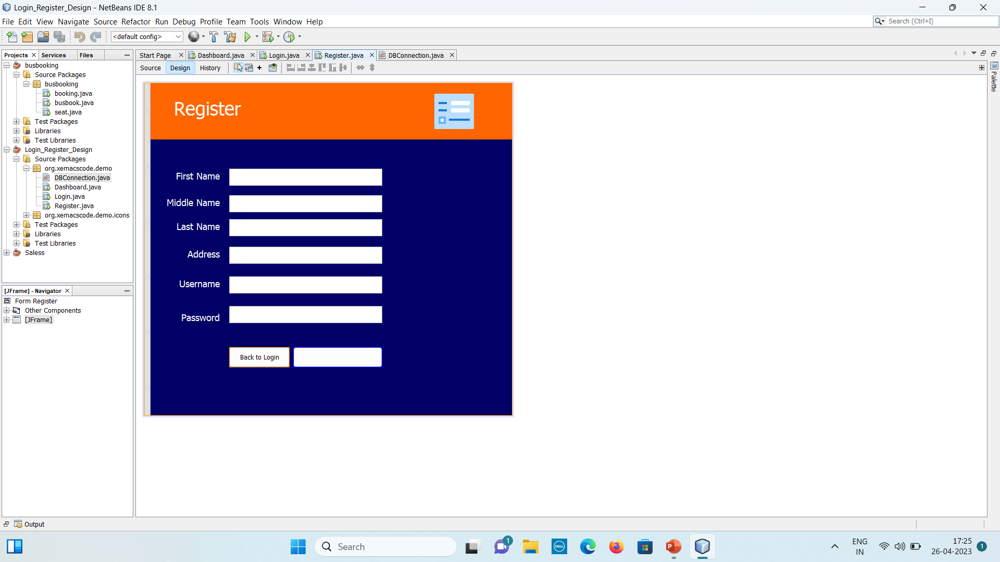 Login_Register_Design - NetBeans IDE 8.1
File Edit View Navigate Source Refactor Run Debug Profile Team Tools Window Help
Search (Ctrl+I)
<default config>
Projects Services Files
Start Page Dashboard.java Login.java Register.java DBConnection.java
Source Design History
Palette
busbooking
Source Packages
busbooking
booking.java
busbook.java
seat.java
Test Packages
Libraries
Test Libraries
Login_Register_Design
Source Packages
org.xemacscode.demo
DBConnection.java
Dashboard.java
Login.java
Register.java
org.xemacscode.demo.icons
Test Packages
Libraries
Test Libraries
Saless
[JFrame] - Navigator
Form Register
Other Components
[JFrame]
Register
First Name
Middle Name
Last Name
Address
Username
Password
Back to Login
Output
Search
1
DELL
P
ENG
IN
17:25
26-04-2023
1